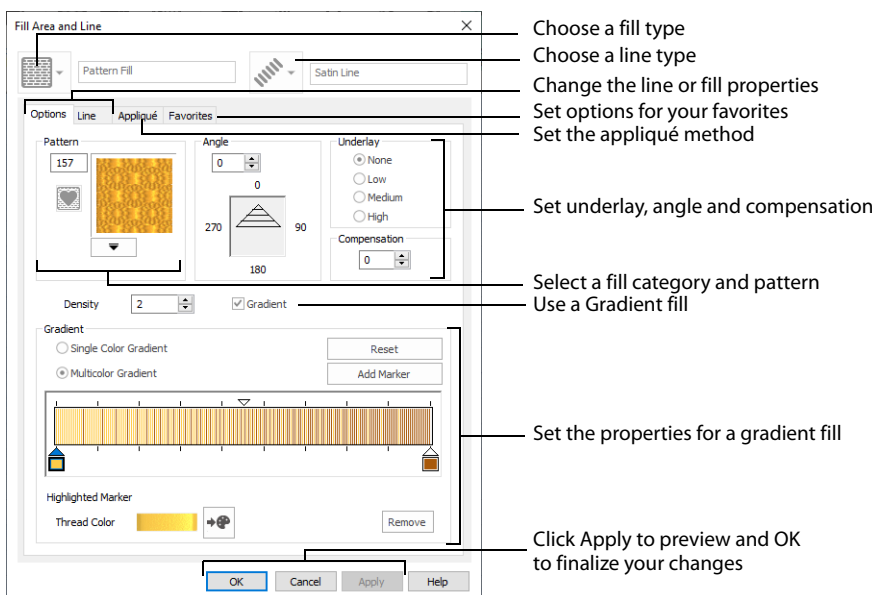 Fill Area and Line
Choose a fill type
Choose a line type
Pattern Fill
Satin Line
Change the line or fill properties
Set options for your favorites
Set the appliqué method
Options Line Appliqué Favorites
Pattern
157
Angle
0
0
270
90
180
Underlay
None
Low
Medium
High
Compensation
0
Set underlay, angle and compensation
Select a fill category and pattern
Density 2 Gradient
Use a Gradient fill
Gradient
Single Color Gradient
Reset
Multicolor Gradient
Add Marker
Set the properties for a gradient fill
Highlighted Marker
Thread Color
Remove
Click Apply to preview and OK
to finalize your changes
OK Cancel Apply Help